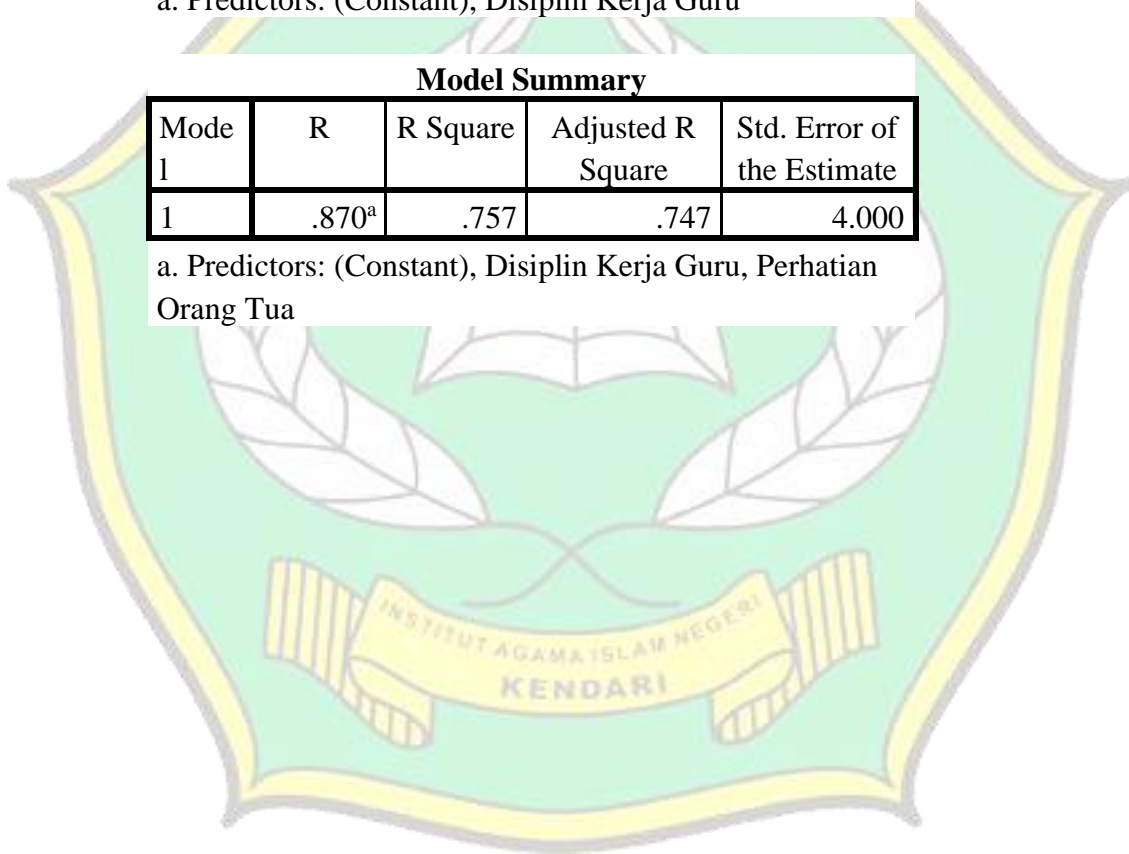 a. Predictors: (Constant), Disiplin Kerja Guru
Model Summary
Mode
l
R
R Square
Adjusted R
Square
Std. Error of
the Estimate
1 .870ᵃ .757 .747 4.000
a. Predictors: (Constant), Disiplin Kerja Guru, Perhatian
Orang Tua
INSTITUT AGAMA ISLAM NEGERI
KENDARI